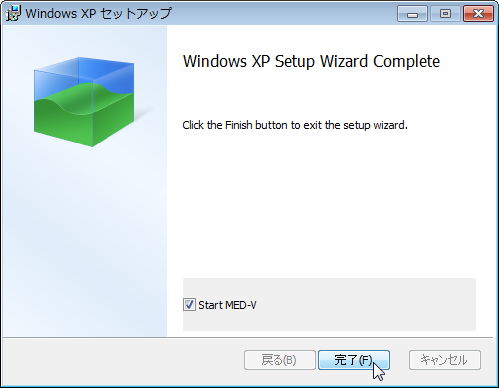 Windows XP セットアップ
Windows XP Setup Wizard Complete
Click the Finish button to exit the setup wizard.
Start MED-V
戻る(B)
完了(F)
キャンセル